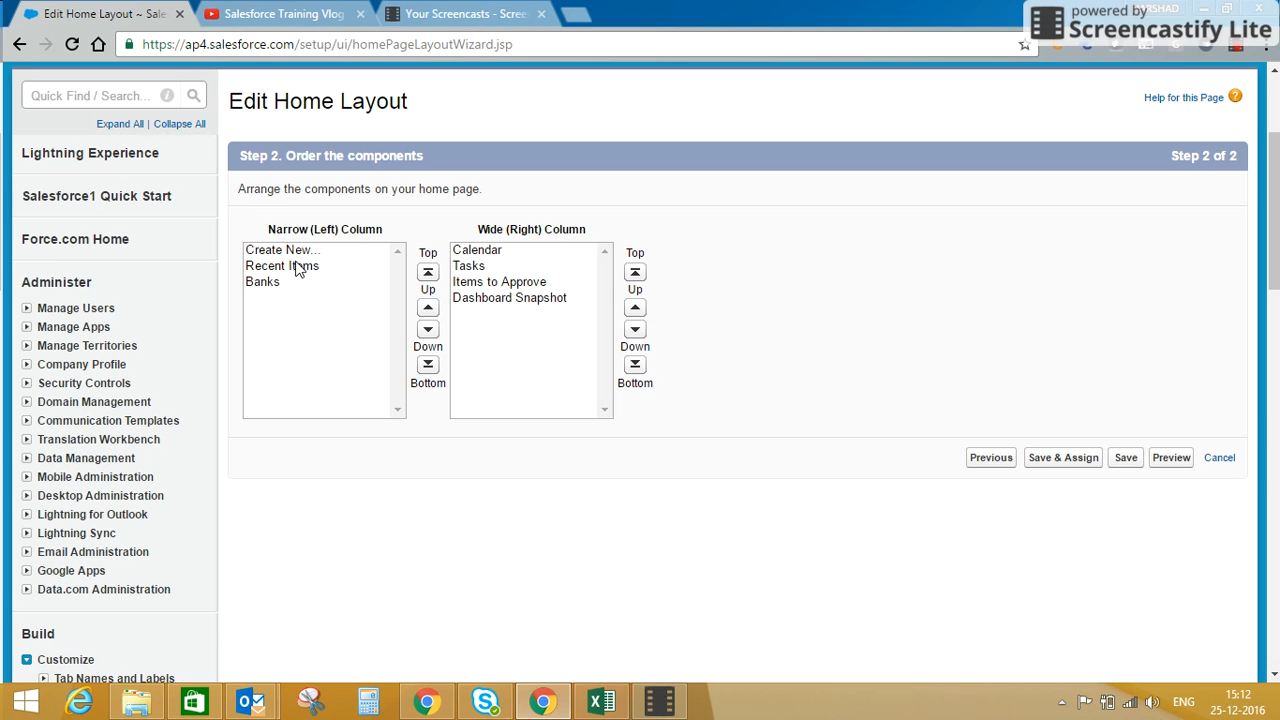 Edit Home Layout ~ Sale
Salesforce Training Vlog
Your Screencasts - Scree
powered by
Screencastify Lite
https://ap4.salesforce.com/setup/ui/homePageLayoutWizard.jsp
Quick Find / Search...
Expand All | Collapse All
Lightning Experience
Salesforce1 Quick Start
Force.com Home
Administer
Manage Users
Manage Apps
Manage Territories
Company Profile
Security Controls
Domain Management
Communication Templates
Translation Workbench
Data Management
Mobile Administration
Desktop Administration
Lightning for Outlook
Lightning Sync
Email Administration
Google Apps
Data.com Administration
Build
Customize
Tab Names and Labels
Edit Home Layout
Help for this Page
Step 2. Order the components
Step 2 of 2
Arrange the components on your home page.
Narrow (Left) Column
Create New...
Recent Items
Banks
Top
Up
Down
Bottom
Wide (Right) Column
Calendar
Tasks
Items to Approve
Dashboard Snapshot
Top
Up
Down
Bottom
Previous
Save & Assign
Save
Preview
Cancel
ENG
15:12
25-12-2016